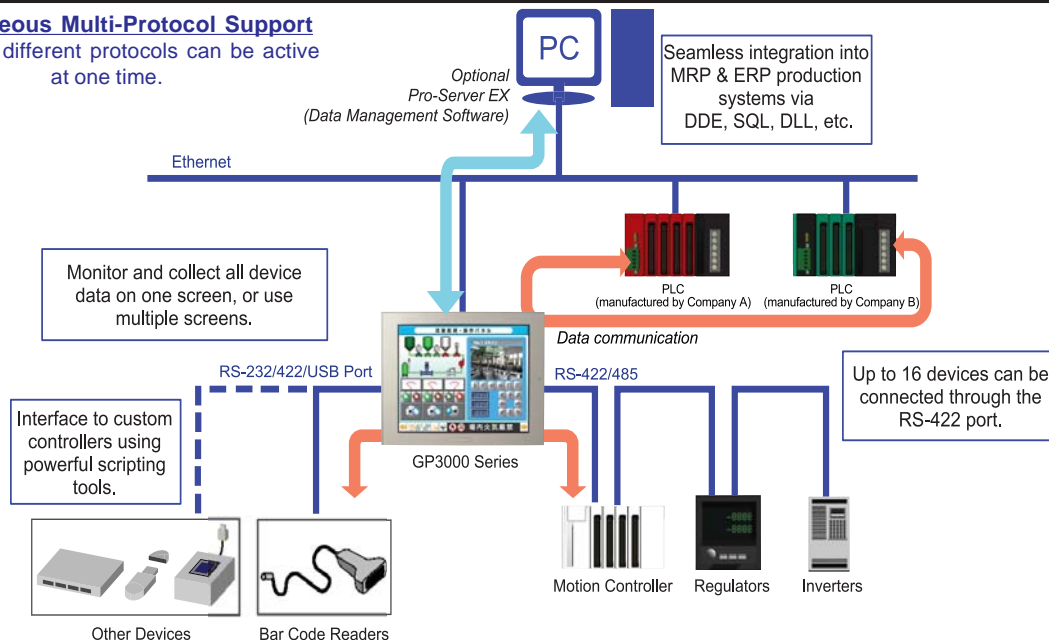 eous Multi-Protocol Support
different protocols can be active
at one time.
PC
Optional
Pro-Server EX
(Data Management Software)
Seamless integration into
MRP & ERP production
systems via
DDE, SQL, DLL, etc.
Ethernet
Monitor and collect all device
data on one screen, or use
multiple screens.
PLC
(manufactured by Company A)
PLC
(manufactured by Company B)
Data communication
RS-232/422/USB Port
RS-422/485
Up to 16 devices can be
connected through the
RS-422 port.
Interface to custom
controllers using
powerful scripting
tools.
GP3000 Series
Motion Controller
Regulators
Inverters
Other Devices
Bar Code Readers